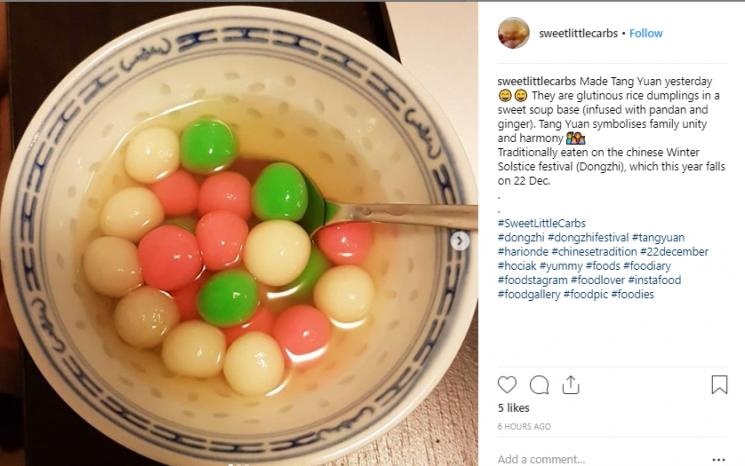 sweetlittlecarbs • Follow
sweetlittlecarbs Made Tang Yuan yesterday
😄😄 They are glutinous rice dumplings in a
sweet soup base (infused with pandan and
ginger). Tang Yuan symbolises family unity
and harmony 👪
Traditionally eaten on the chinese Winter
Solstice festival (Dongzhi), which this year falls
on 22 Dec.
.
.
#SweetLittleCarbs
#dongzhi #dongzhifestival #tangyuan
#harionde #chinesetradition #22december
#hociak #yummy #foods #foodiary
#foodstagram #foodlover #instafood
#foodgallery #foodpic #foodies
5 likes
6 HOURS AGO
Add a comment...